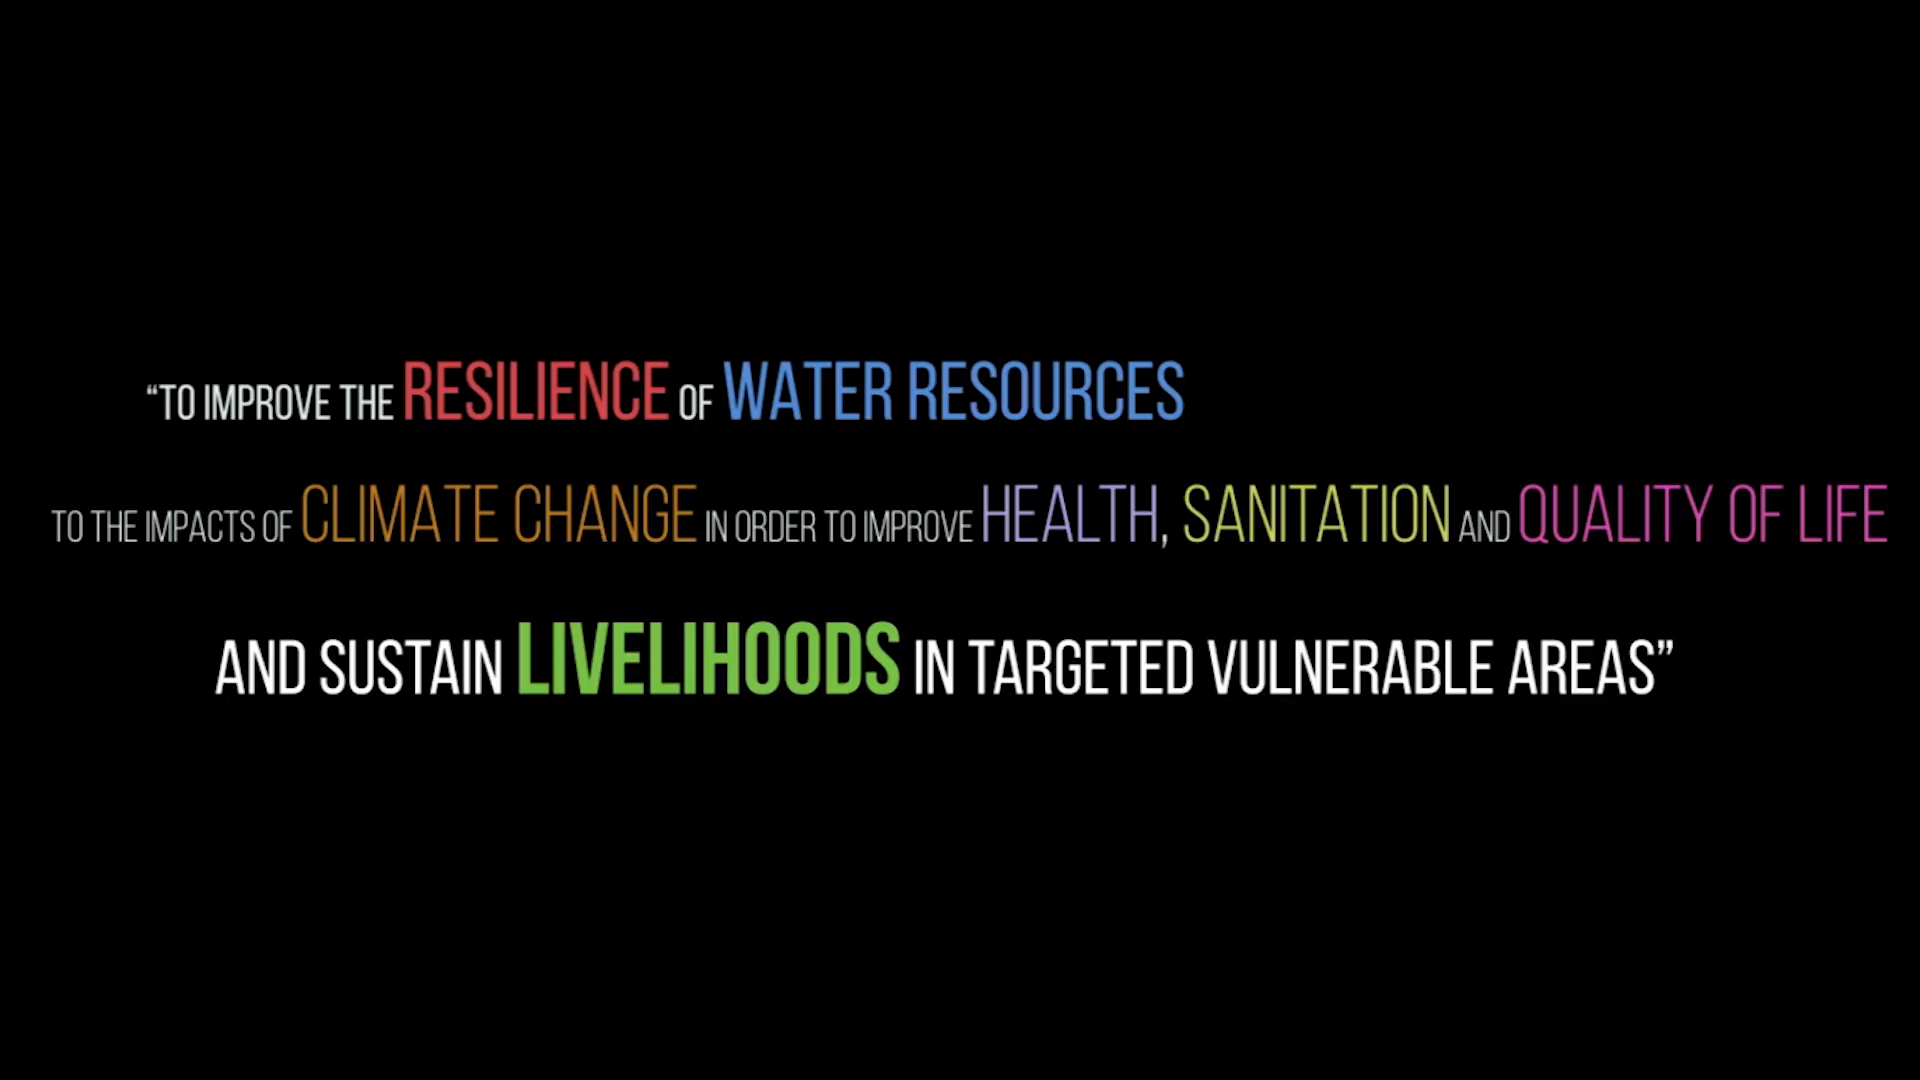 “TO IMPROVE THE RESILIENCE OF WATER RESOURCES
TO THE IMPACTS OF CLIMATE CHANGE IN ORDER TO IMPROVE HEALTH, SANITATION AND QUALITY OF LIFE
AND SUSTAIN LIVELIHOODS IN TARGETED VULNERABLE AREAS”